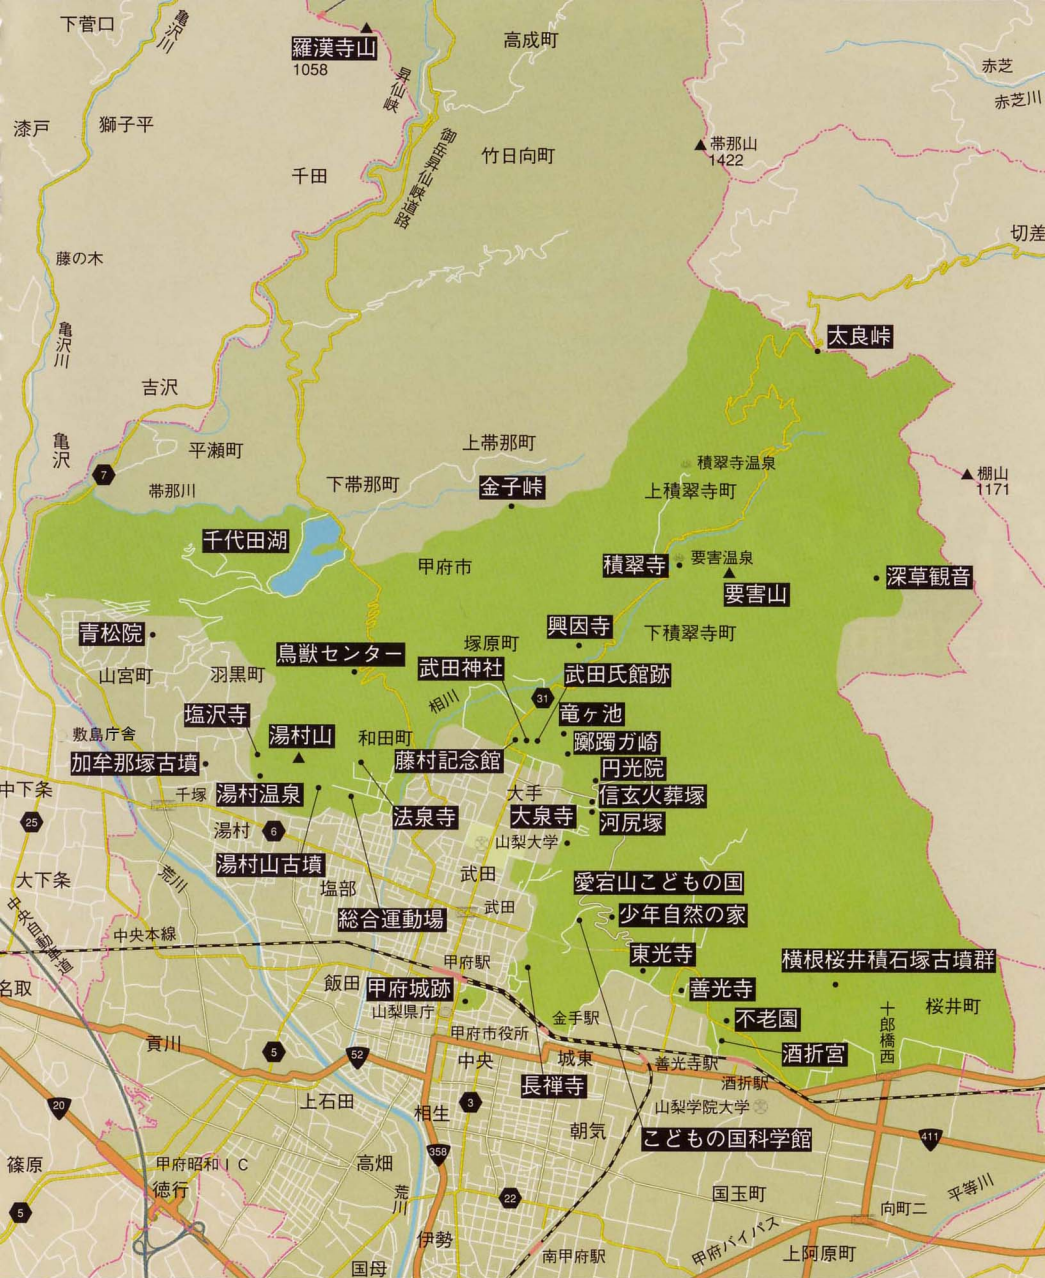 下菅口
亀沢川
羅漢寺山
1058
高成町
昇仙峡
赤芝
赤芝川
漆戸
獅子平
御岳昇仙峡道路
竹日向町
帯那山
1422
千田
切差
藤の木
亀沢川
太良峠
吉沢
亀沢
平瀬町
上帯那町
積翠寺温泉
棚山
1171
7
帯那川
下帯那町
金子峠
上積翠寺町
千代田湖
甲府市
積翠寺
要害温泉
要害山
深草観音
青松院
興因寺
下積翠寺町
鳥獣センター
塚原町
山宮町
羽黒町
武田神社
武田氏館跡
相川
31
塩沢寺
竜ヶ池
敷島庁舎
湯村山
和田町
躑躅ガ崎
加牟那塚古墳
藤村記念館
円光院
中下条
千塚
湯村温泉
大手
信玄火葬塚
25
湯村
6
法泉寺
大泉寺
河尻塚
山梨大学
湯村山古墳
大下条
荒川
塩部
武田
愛宕山こどもの国
中央自動車道
総合運動場
武田
少年自然の家
中央本線
東光寺
甲府駅
横根桜井積石塚古墳群
名取
飯田
甲府城跡
善光寺
山梨県庁
金手駅
不老園
十郎橋西
桜井町
貢川
甲府市役所
5
52
中央
城東
善光寺駅
酒折宮
長禅寺
酒折駅
20
上石田
相生
3
山梨学院大学
朝気
こどもの国科学館
411
358
篠原
甲府昭和IC
高畑
徳行
荒川
22
国玉町
平等川
5
向町二
伊勢
甲府バイパス
国母
南甲府駅
上阿原町